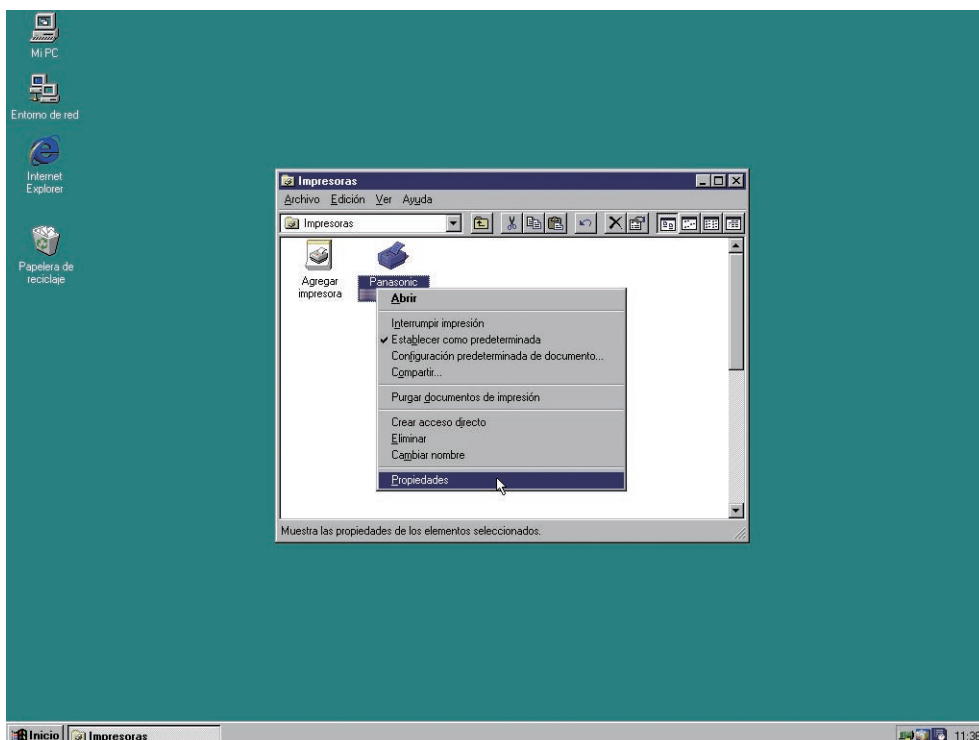 Mi PC
Entorno de red
Internet
Explorer
Papelera de
reciclaje
Impresoras
Archivo Edición Ver Ayuda
Impresoras
Agregar
impresora
Panasonic
Abrir
Interrumpir impresión
Establecer como predeterminada
Configuración predeterminada de documento...
Compartir...
Purgar documentos de impresión
Crear acceso directo
Eliminar
Cambiar nombre
Propiedades
Muestra las propiedades de los elementos seleccionados.
Inicio
Impresoras